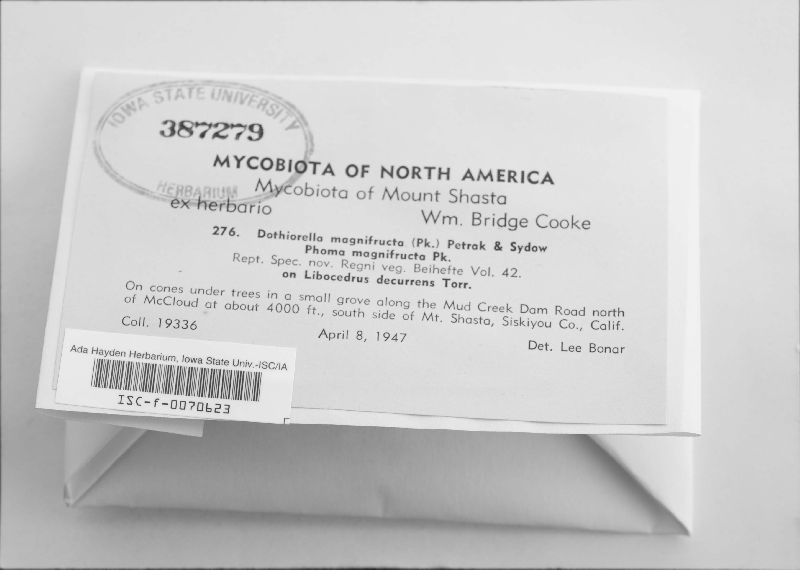 IOWA STATE UNIVERSITY
387279
HERBARIUM
MYCOBIOTA OF NORTH AMERICA
Mycobiota of Mount Shasta
ex herbario Wm. Bridge Cooke
276. Dothiorella magnifructa (Pk.) Petrak & Sydow
Phoma magnifructa Pk.
Rept. Spec. nov. Regni veg. Beihefte Vol. 42.
on Libocedrus decurrens Torr.
On cones under trees in a small grove along the Mud Creek Dam Road north
of McCloud at about 4000 ft., south side of Mt. Shasta, Siskiyou Co., Calif.
Coll. 19336 April 8, 1947 Det. Lee Bonar
Ada Hayden Herbarium, Iowa State Univ.-ISC/IA
ISC-f-0070623